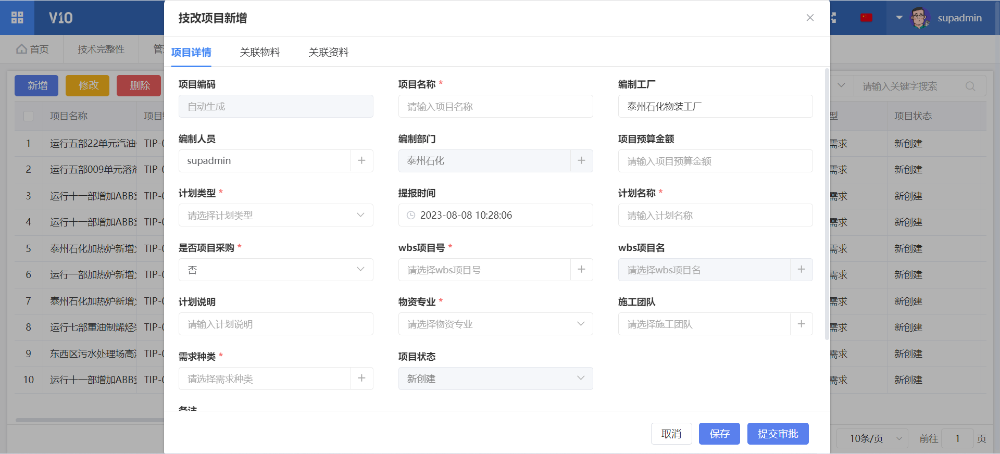 V10
技改项目新增
supadmin
首页
技术完整性
管
项目详情
关联物料
关联资料
新增
修改
删除
请输入关键字搜索
项目编码
项目名称 *
编制工厂
自动生成
请输入项目名称
泰州石化物装工厂
编制人员
编制部门
项目预算金额
supadmin
泰州石化
请输入项目预算金额
计划类型 *
提报时间
计划名称 *
请选择计划类型
2023-08-08 10:28:06
请输入计划名称
是否项目采购 *
wbs项目号 *
wbs项目名
否
请选择wbs项目号
请选择wbs项目名
计划说明
物资专业 *
施工团队
请输入计划说明
请选择物资专业
请选择施工团队
需求种类 *
项目状态
请选择需求种类
新创建
备注
取消
保存
提交审批
项目名称
项目
型
项目状态
1 运行五部22单元汽油 TIP-0 需求 新创建
2 运行五部009单元溶剂 TIP-0 需求 新创建
3 运行十一部增加ABB TIP-0 需求 新创建
4 运行十一部增加ABB TIP-0 需求 新创建
5 泰州石化加热炉新增 TIP-0 需求 新创建
6 运行一部加热炉新增 TIP-0 需求 新创建
7 泰州石化加热炉新增 TIP-0 需求 新创建
8 运行七部重油制烯烃 TIP-0 需求 新创建
9 东西区污水处理场高 TIP-0 需求 新创建
10 运行十一部增加ABB TIP-0 需求 新创建
10条/页
前往 1 页